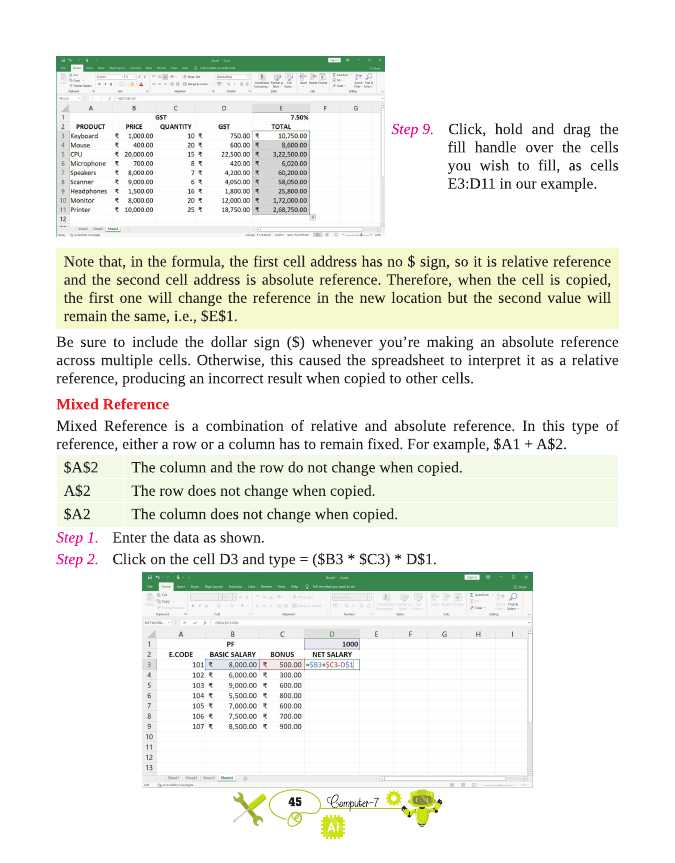 A B C D E F G
1 GST 7.50%
2 PRODUCT PRICE QUANTITY GST TOTAL
3 Keyboard ₹ 1,000.00 10 ₹ 750.00 ₹ 10,750.00
4 Mouse ₹ 400.00 20 ₹ 600.00 ₹ 8,600.00
5 CPU ₹ 20,000.00 15 ₹ 22,500.00 ₹ 3,22,500.00
6 Microphone ₹ 700.00 8 ₹ 420.00 ₹ 6,020.00
7 Speakers ₹ 8,000.00 7 ₹ 4,200.00 ₹ 60,200.00
8 Scanner ₹ 9,000.00 6 ₹ 4,050.00 ₹ 58,050.00
9 Headphones ₹ 1,500.00 16 ₹ 1,800.00 ₹ 25,800.00
10 Monitor ₹ 8,000.00 20 ₹ 12,000.00 ₹ 1,72,000.00
11 Printer ₹ 10,000.00 25 ₹ 18,750.00 ₹ 2,68,750.00
12
Step 9. Click, hold and drag the
fill handle over the cells
you wish to fill, as cells
E3:D11 in our example.
Note that, in the formula, the first cell address has no $ sign, so it is relative reference
and the second cell address is absolute reference. Therefore, when the cell is copied,
the first one will change the reference in the new location but the second value will
remain the same, i.e., $E$1.
Be sure to include the dollar sign ($) whenever you’re making an absolute reference
across multiple cells. Otherwise, this caused the spreadsheet to interpret it as a relative
reference, producing an incorrect result when copied to other cells.
Mixed Reference
Mixed Reference is a combination of relative and absolute reference. In this type of
reference, either a row or a column has to remain fixed. For example, $A1 + A$2.
$A$2 The column and the row do not change when copied.
A$2 The row does not change when copied.
$A2 The column does not change when copied.
Step 1. Enter the data as shown.
Step 2. Click on the cell D3 and type = ($B3 * $C3) * D$1.
A B C D E F G H I
1 PF 1000
2 E.CODE BASIC SALARY BONUS NET SALARY
3 101 ₹ 8,000.00 ₹ 500.00 =$B3+$C3-D$1
4 102 ₹ 6,000.00 ₹ 300.00
5 103 ₹ 9,000.00 ₹ 600.00
6 104 ₹ 5,500.00 ₹ 800.00
7 105 ₹ 7,000.00 ₹ 600.00
8 106 ₹ 7,500.00 ₹ 700.00
9 107 ₹ 8,500.00 ₹ 900.00
10
11
12
13
45 Computer-7
AI